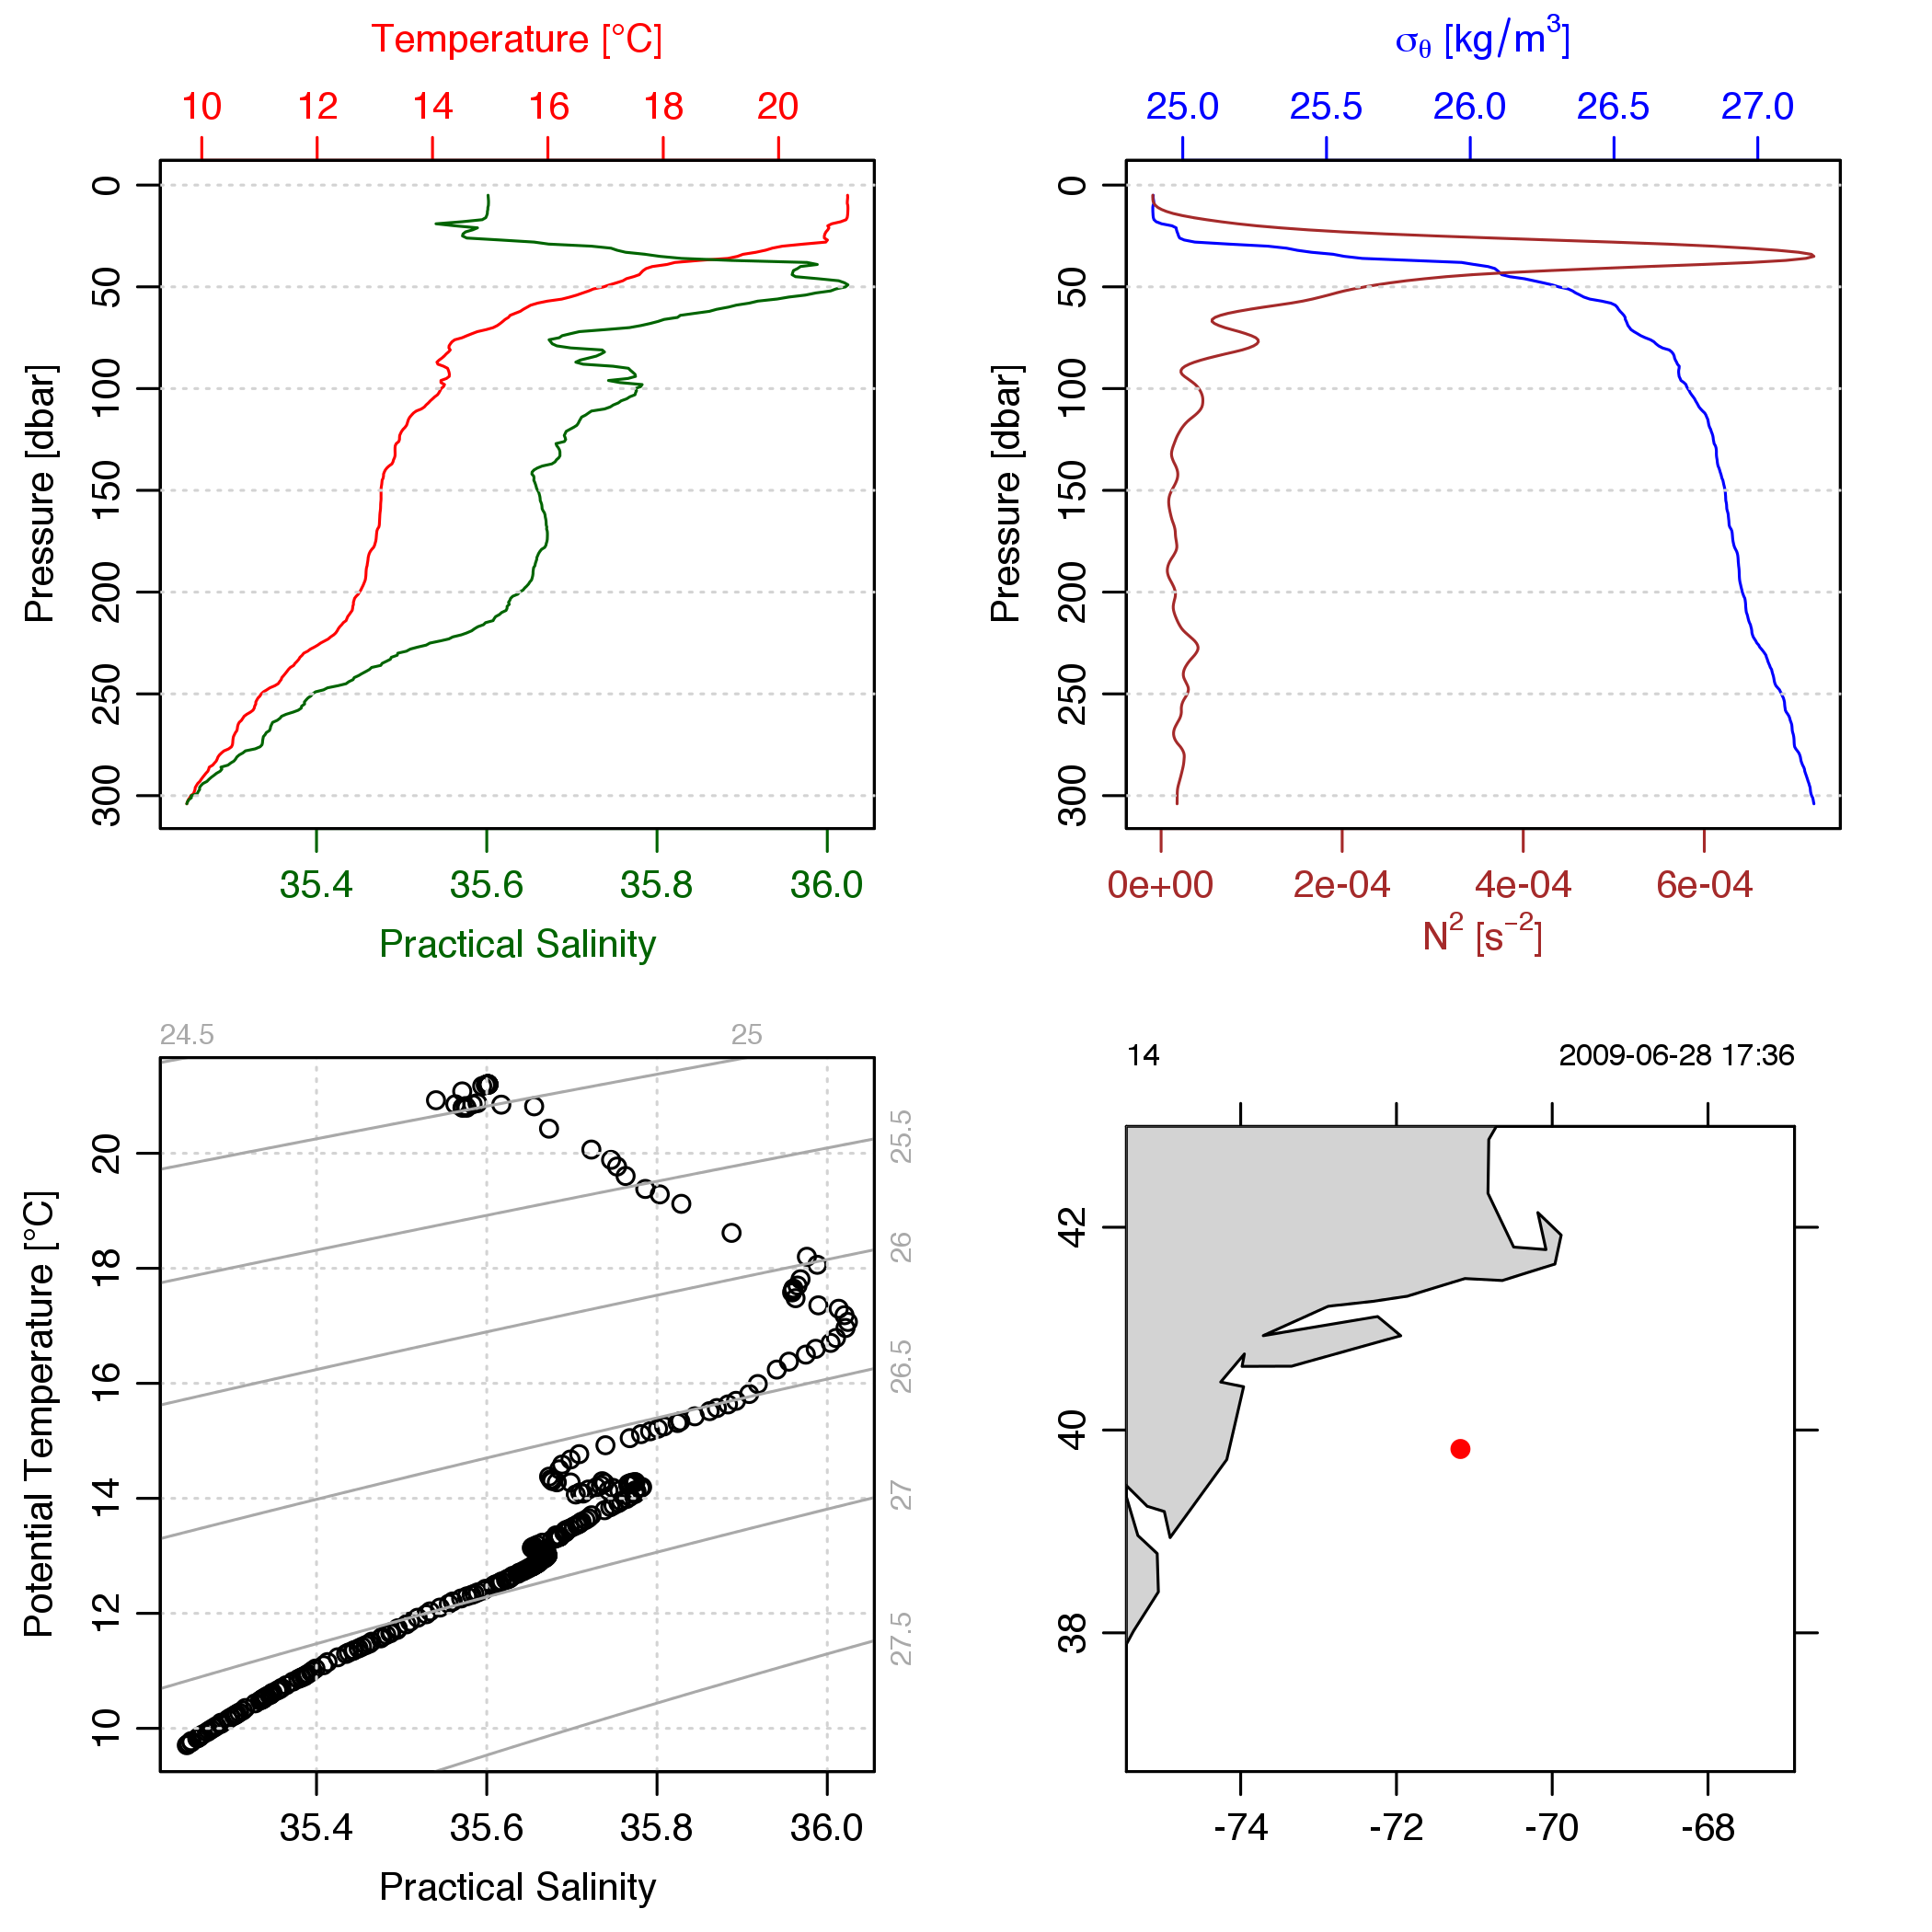 Temperature [°C]
10 12 14 16 18 20
0
50
100
150
200
250
300
Pressure [dbar]
35.4 35.6 35.8 36.0
Practical Salinity
σθ [kg/m³]
25.0 25.5 26.0 26.5 27.0
0
50
100
150
200
250
300
Pressure [dbar]
0e+00 2e-04 4e-04 6e-04
N² [s⁻²]
24.5 25
25.5
26
26.5
27
27.5
20
18
16
14
12
10
Potential Temperature [°C]
35.4 35.6 35.8 36.0
Practical Salinity
14 2009-06-28 17:36
42
40
38
-74 -72 -70 -68